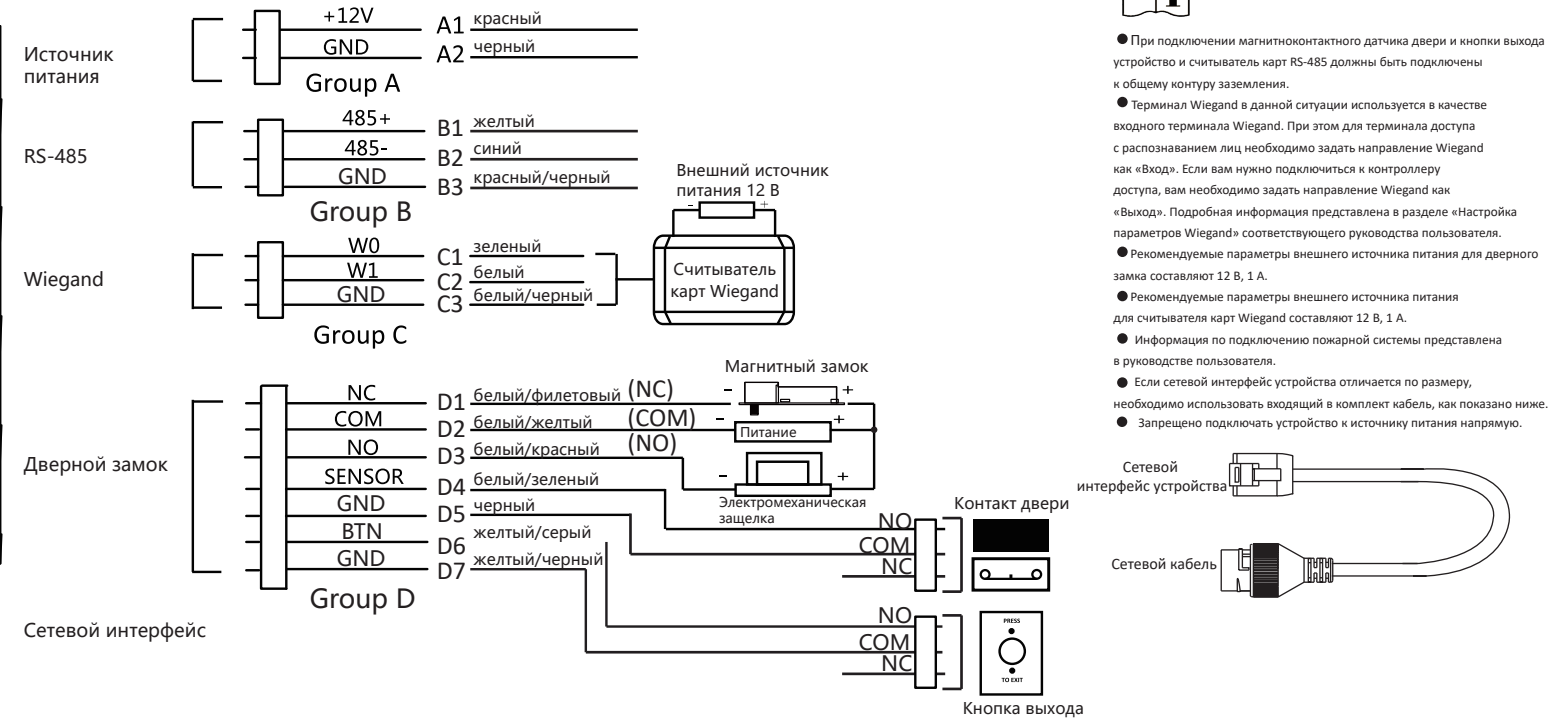 Источник
питания
+12V
A1 красный
GND
A2 черный
Group A
RS-485
485+
B1 желтый
485-
B2 синий
GND
B3 красный/черный
Group B
Wiegand
W0
C1 зеленый
W1
C2 белый
GND
C3 белый/черный
Group C
Внешний источник
питания 12 В
- +
Считыватель
карт Wiegand
Дверной замок
NC
D1 белый/филетовый (NC)
COM
D2 белый/желтый (COM)
NO
D3 белый/красный (NO)
SENSOR
D4 белый/зеленый
GND
D5 черный
BTN
D6 желтый/серый
GND
D7 желтый/черный
Group D
Магнитный замок
- +
- +
Питание
- +
Электромеханическая
защелка
Контакт двери
NO
COM
NC
NO
COM
NC
PRESS
TO EXIT
Кнопка выхода
Сетевой интерфейс
● При подключении магнитноконтактного датчика двери и кнопки выхода
устройство и считыватель карт RS-485 должны быть подключены
к общему контуру заземления.
● Терминал Wiegand в данной ситуации используется в качестве
входного терминала Wiegand. При этом для терминала доступа
с распознаванием лиц необходимо задать направление Wiegand
как «Вход». Если вам нужно подключиться к контроллеру
доступа, вам необходимо задать направление Wiegand как
«Выход». Подробная информация представлена в разделе «Настройка
параметров Wiegand» соответствующего руководства пользователя.
● Рекомендуемые параметры внешнего источника питания для дверного
замка составляют 12 В, 1 А.
● Рекомендуемые параметры внешнего источника питания
для считывателя карт Wiegand составляют 12 В, 1 А.
● Информация по подключению пожарной системы представлена
в руководстве пользователя.
● Если сетевой интерфейс устройства отличается по размеру,
необходимо использовать входящий в комплект кабель, как показано ниже.
● Запрещено подключать устройство к источнику питания напрямую.
Сетевой
интерфейс устройства
Сетевой кабель